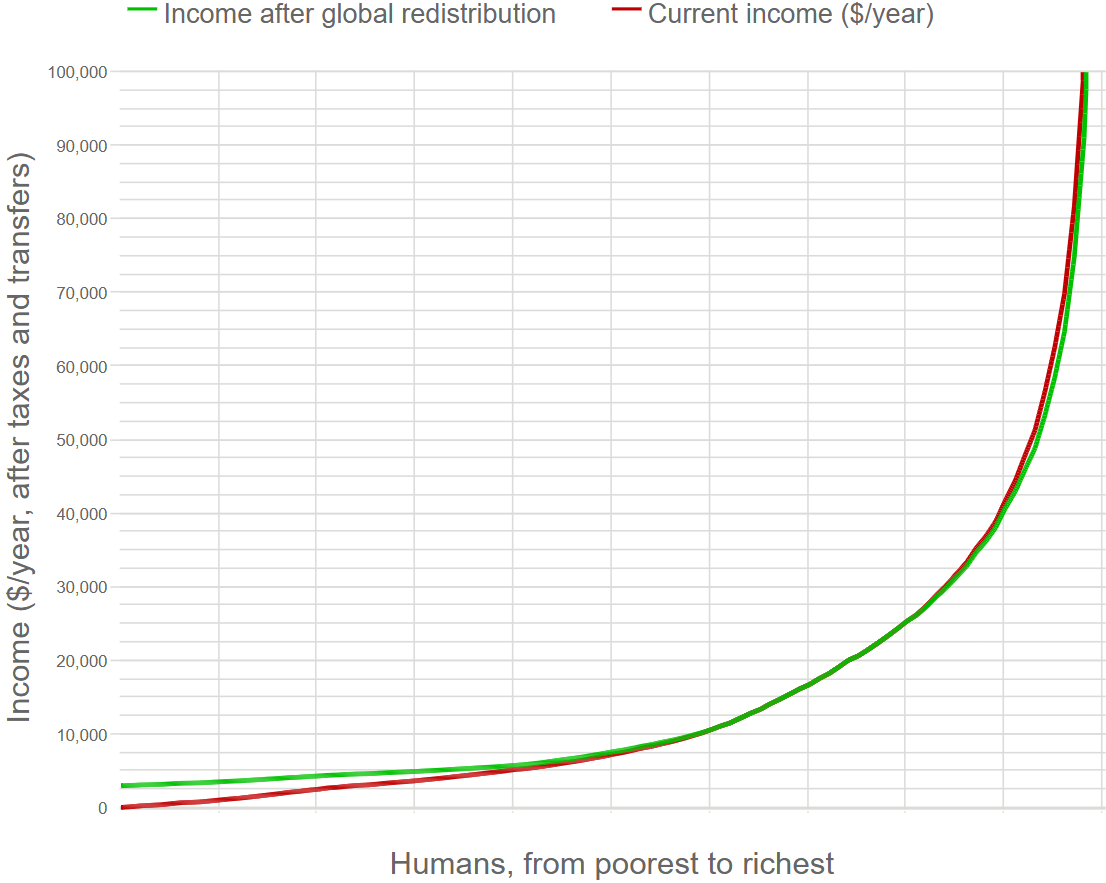 Income after global redistribution
Current income ($/year)
Income ($/year, after taxes and transfers)
100,000
90,000
80,000
70,000
60,000
50,000
40,000
30,000
20,000
10,000
0
Humans, from poorest to richest